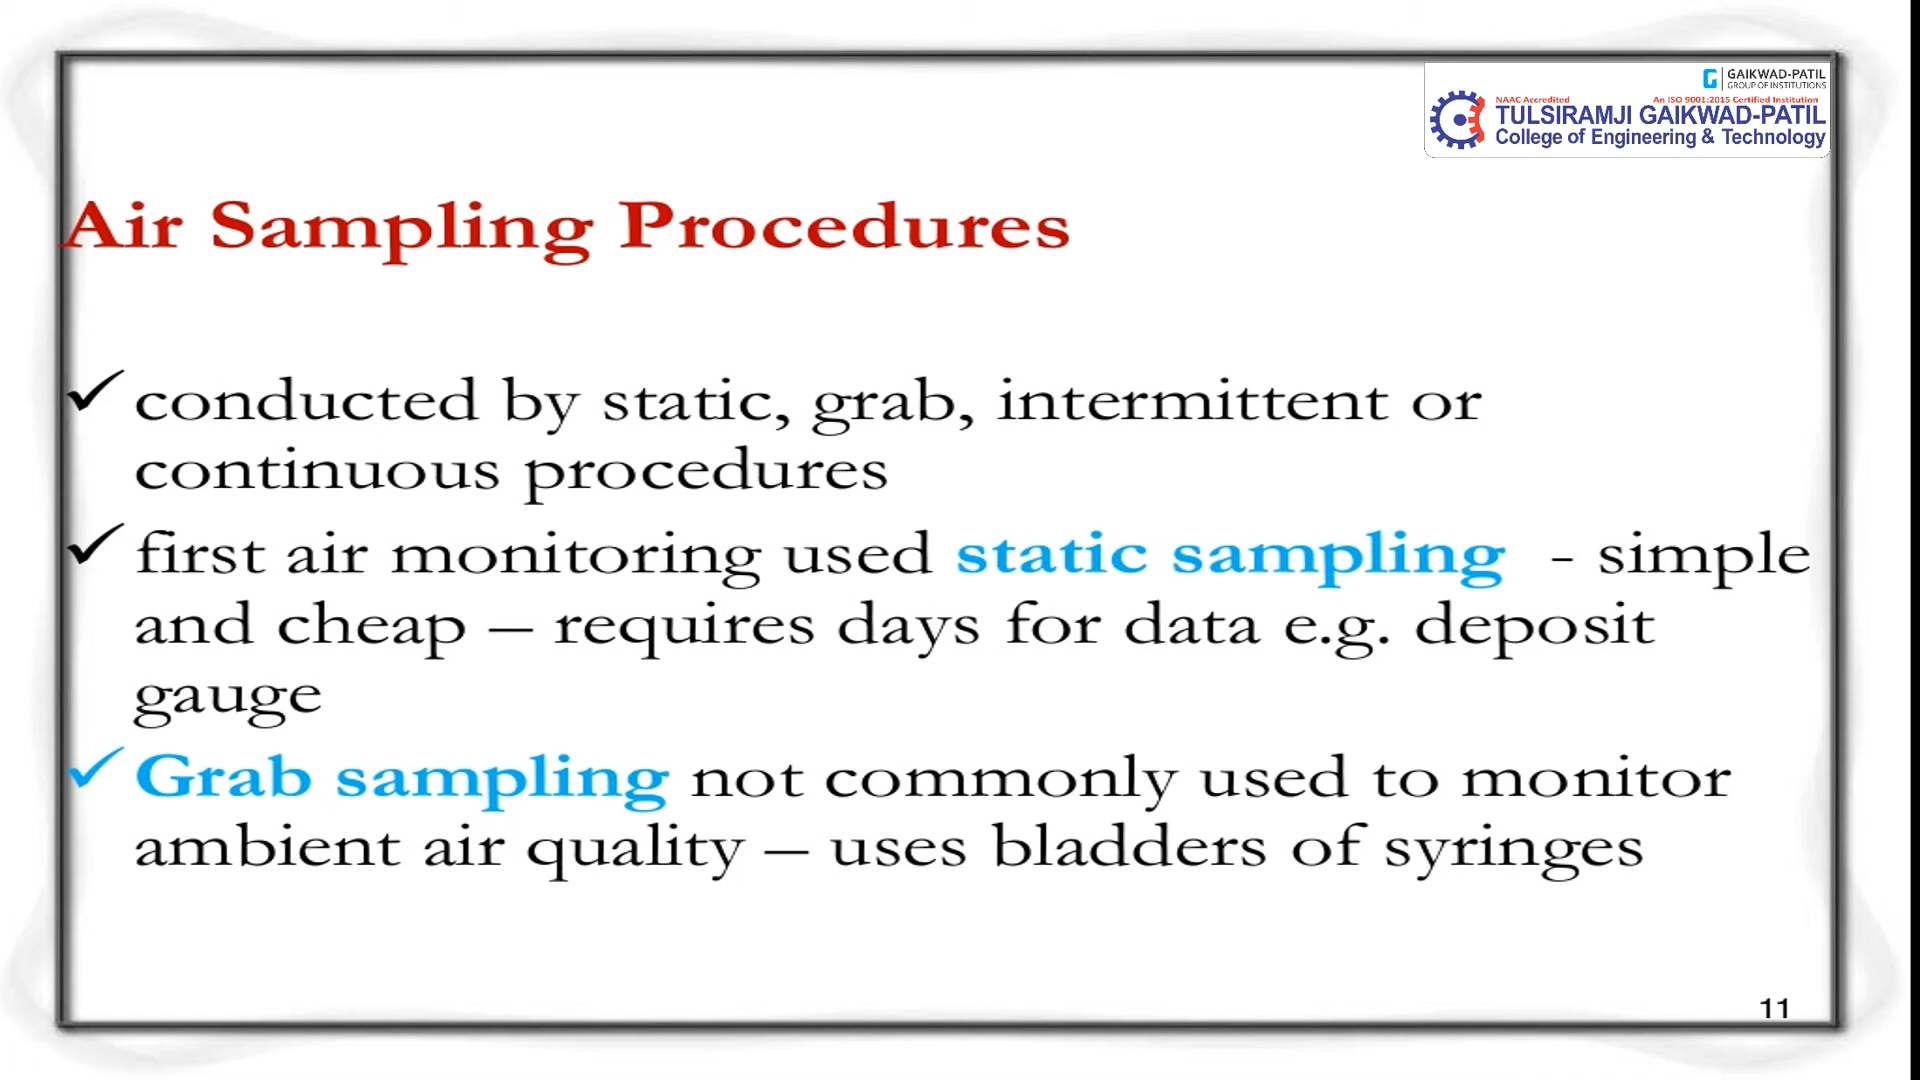 GAIKWAD-PATIL
GROUP OF INSTITUTIONS
NAAC Accredited An ISO 9001:2015 Certified Institution
TULSIRAMJI GAIKWAD-PATIL
College of Engineering & Technology
Air Sampling Procedures
✓ conducted by static, grab, intermittent or
continuous procedures
✓ first air monitoring used static sampling - simple
and cheap – requires days for data e.g. deposit
gauge
✓ Grab sampling not commonly used to monitor
ambient air quality – uses bladders of syringes
11